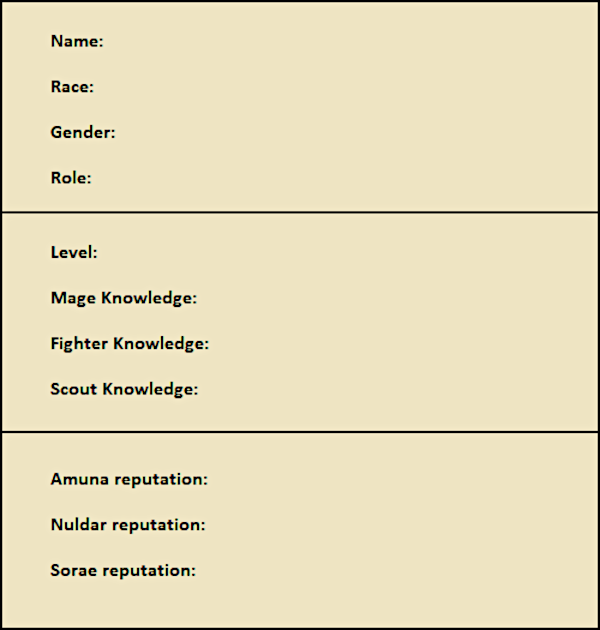 Name:
Race:
Gender:
Role:
Level:
Mage Knowledge:
Fighter Knowledge:
Scout Knowledge:
Amuna reputation:
Nuldar reputation:
Sorae reputation: